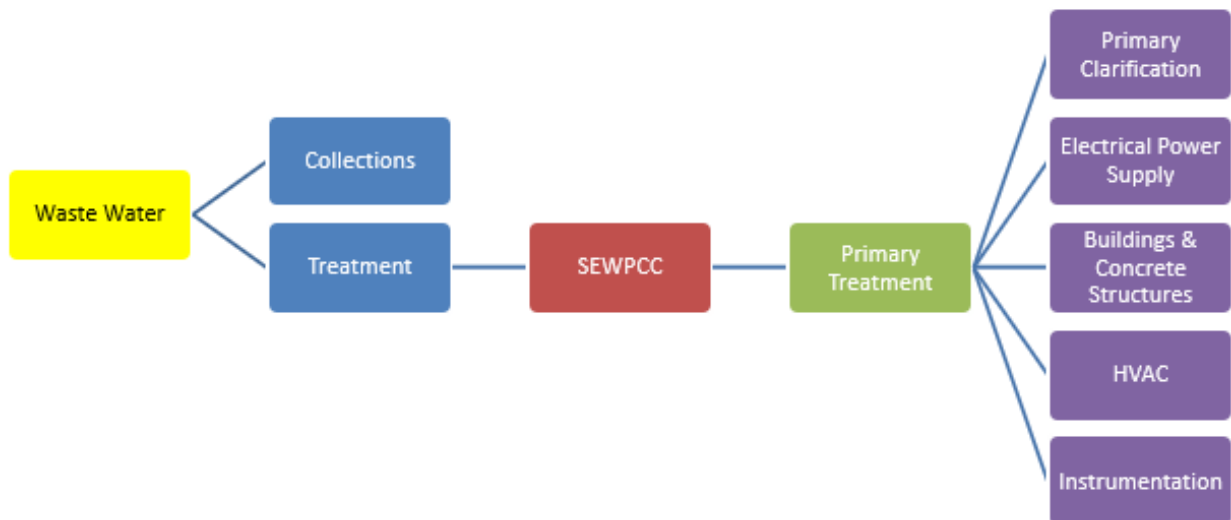 Waste Water
Collections
Treatment
SEWPCC
Primary
Treatment
Primary
Clarification
Electrical Power
Supply
Buildings &
Concrete
Structures
HVAC
Instrumentation